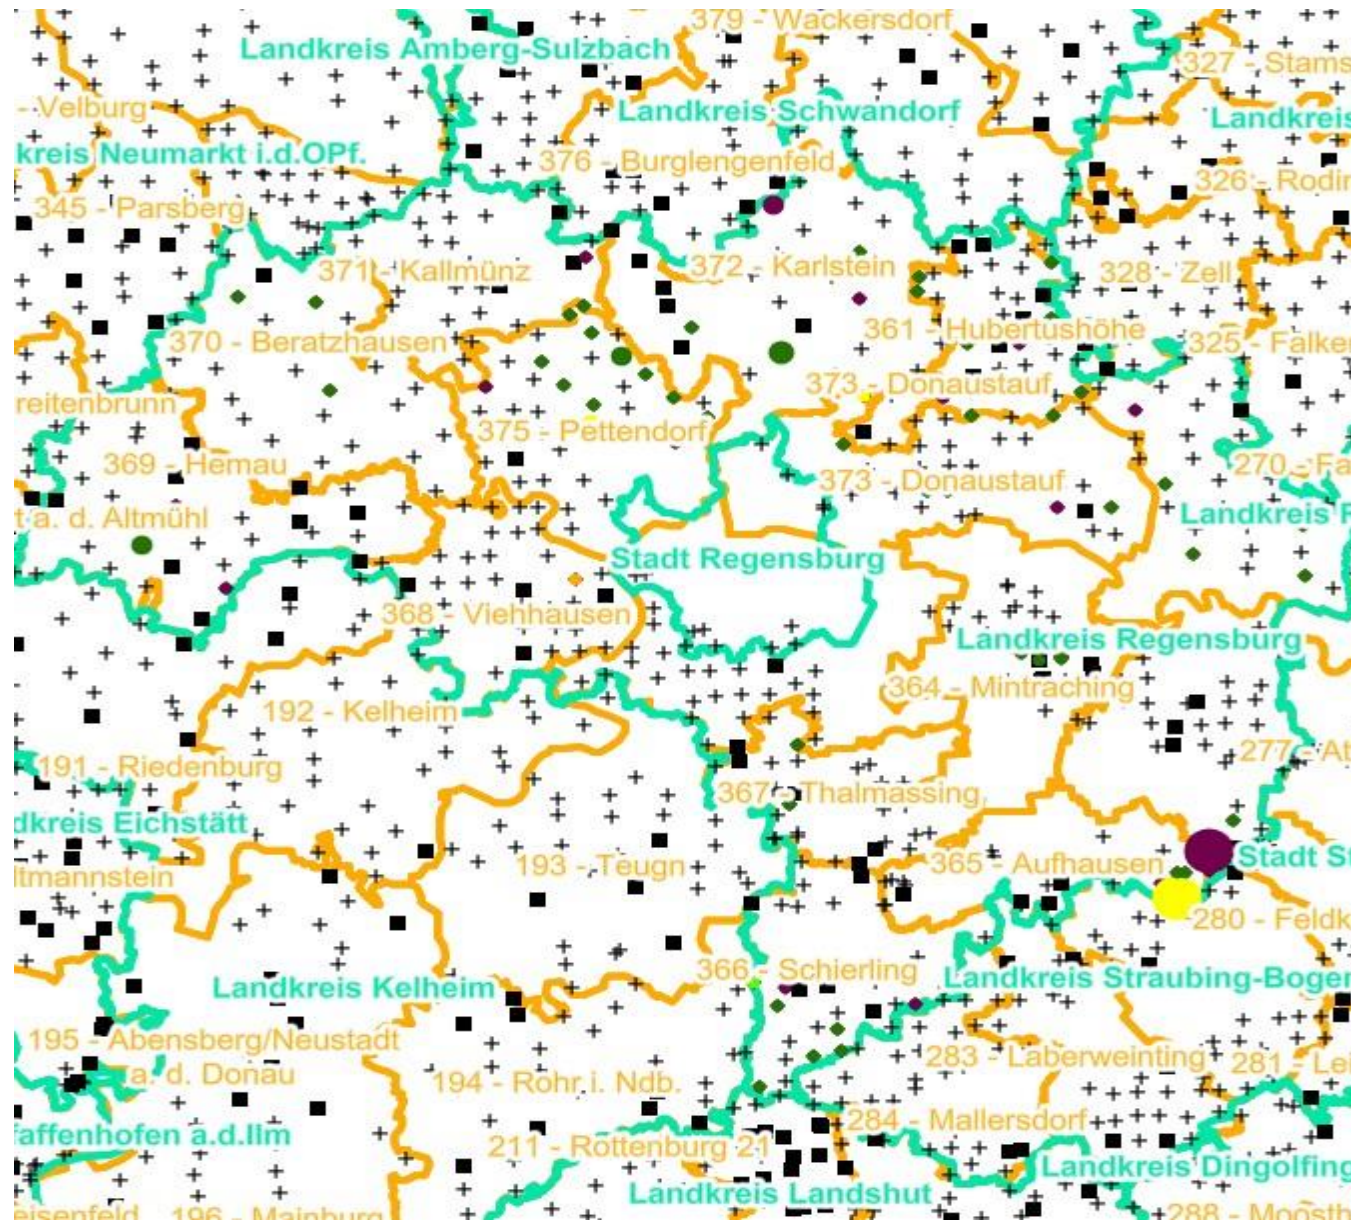 379 - Wackersdorf
Landkreis Amberg-Sulzbach
327 - Stams
- Velburg
Landkreis Schwandorf
Landkreis
kreis Neumarkt i.d.OPf.
376 - Burglengenfeld
326 - Rodin
345 - Parsberg
371 - Kallmünz
372 - Karlstein
328 - Zell
370 - Beratzhausen
361 - Hubertushöhe
325 - Falke
373 - Donaustauf
reitenbrunn
375 - Pettendorf
369 - Hemau
270 - Fa
373 - Donaustauf
t a. d. Altmühl
Landkreis
Stadt Regensburg
368 - Viehhausen
Landkreis Regensburg
364 - Mintraching
192 - Kelheim
277 - At
191 - Riedenburg
367 - Thalmassing
dkreis Eichstätt
Stadt St
193 - Teugn
365 - Aufhausen
ltmannstein
280 - Feldk
366 - Schierling
Landkreis Straubing-Bogen
Landkreis Kelheim
195 - Abensberg/Neustadt
a. d. Donau
283 - Laberweinting
281 - Lei
194 - Rohr i. Ndb.
284 - Mallersdorf
faffenhofen a.d.Ilm
211 - Rottenburg 21
Landkreis Dingolfing
Landkreis Landshut
eisenfeld
196 - Mainburg
288 - Moosth